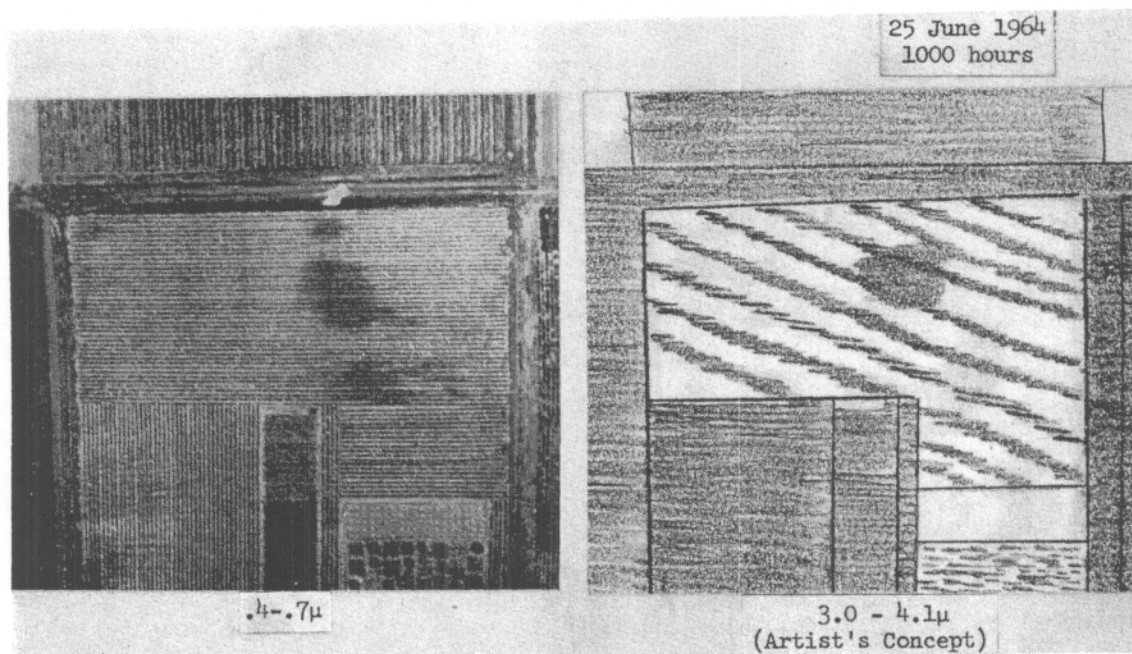 25 June 1964
1000 hours
.4-.7μ
3.0 - 4.1μ
(Artist's Concept)